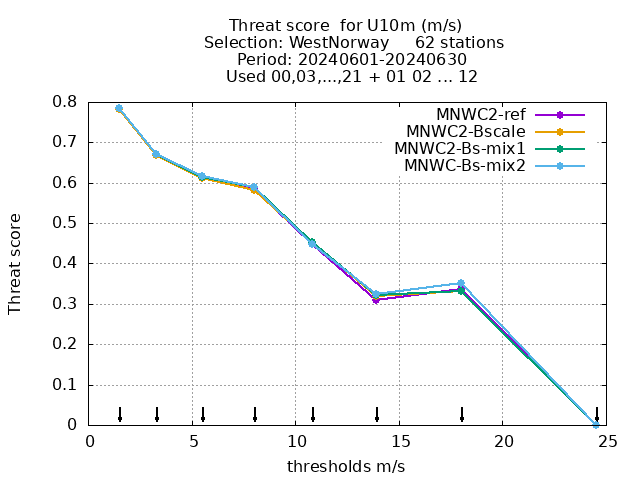 Threat score  for U10m (m/s)
Selection: WestNorway     62 stations
Period: 20240601-20240630
Used 00,03,...,21 + 01 02 ... 12
MNWC2-ref
MNWC2-Bscale
MNWC2-Bs-mix1
MNWC-Bs-mix2
Threat score
0.8
0.7
0.6
0.5
0.4
0.3
0.2
0.1
0
0 5 10 15 20 25
thresholds m/s